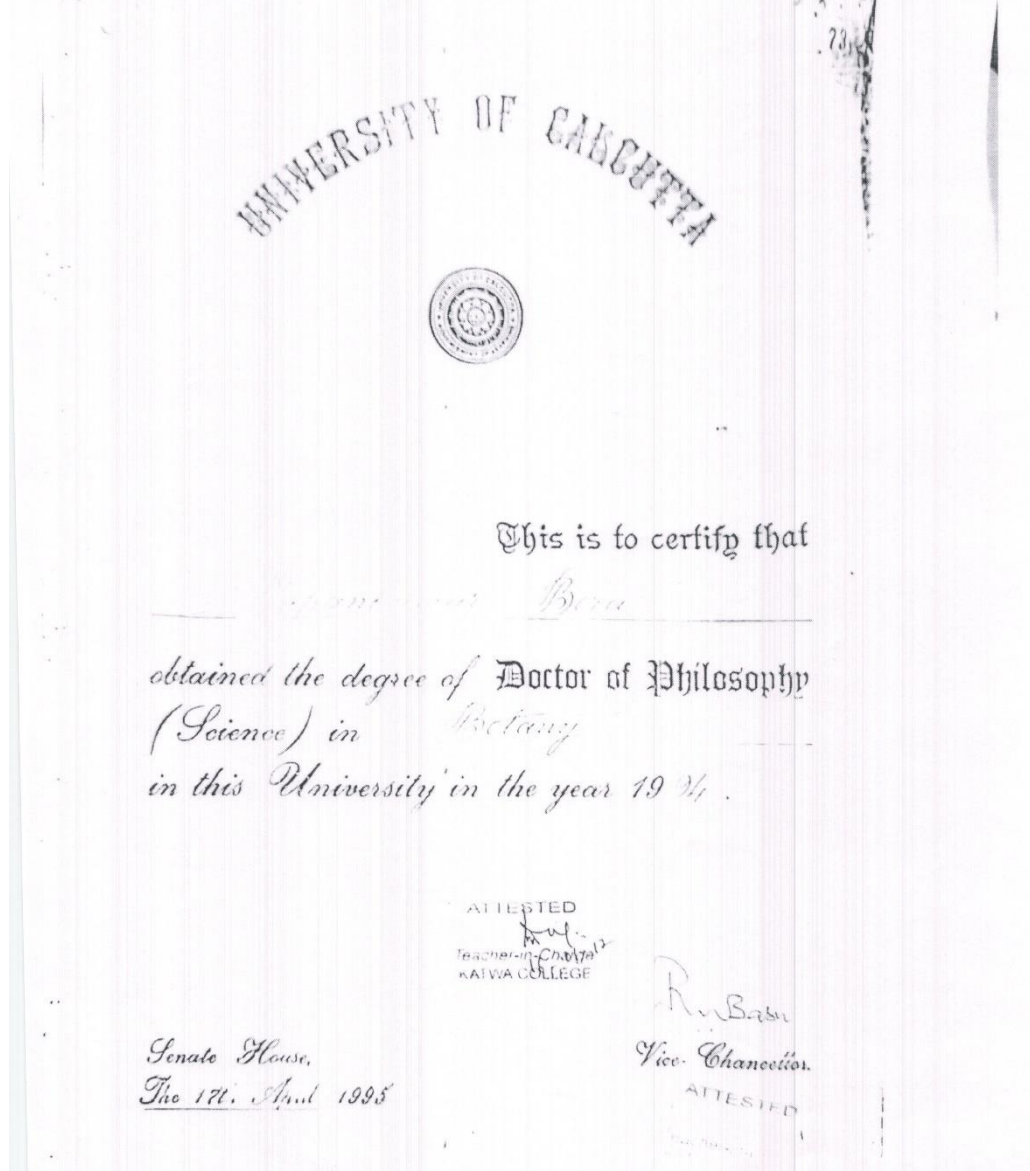 UNIVERSITY OF CALCUTTA
This is to certify that
Bera
obtained the degree of Doctor of Philosophy
(Science) in Botany
in this University in the year 1994.
ATTESTED
Teacher-in-Charge
KATWA COLLEGE
R. N. Basu
Senate House,
Vice-Chancellor.
The 17th. April 1995
ATTESTED